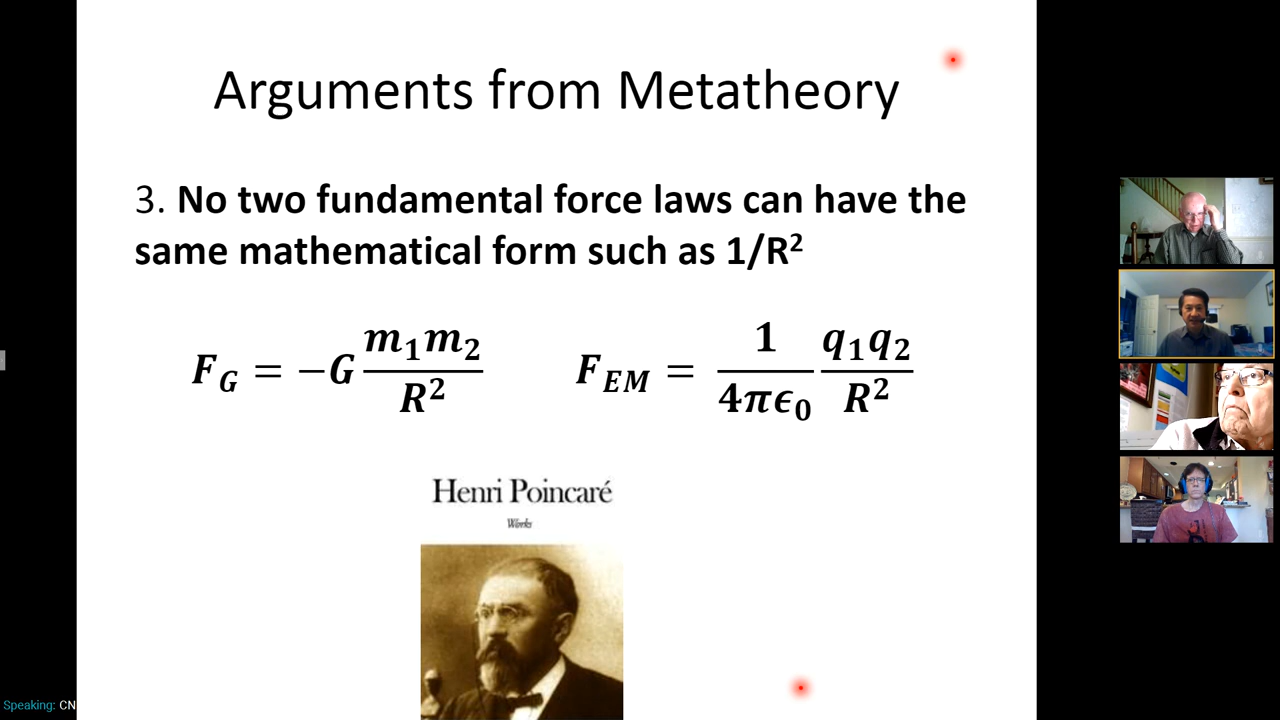 Arguments from Metatheory
3. No two fundamental force laws can have the
same mathematical form such as 1/R²
F_G = −G m₁m₂/R² F_EM = 1/4πϵ₀ q₁q₂/R²
Henri Poincaré
Works
Speaking: CN